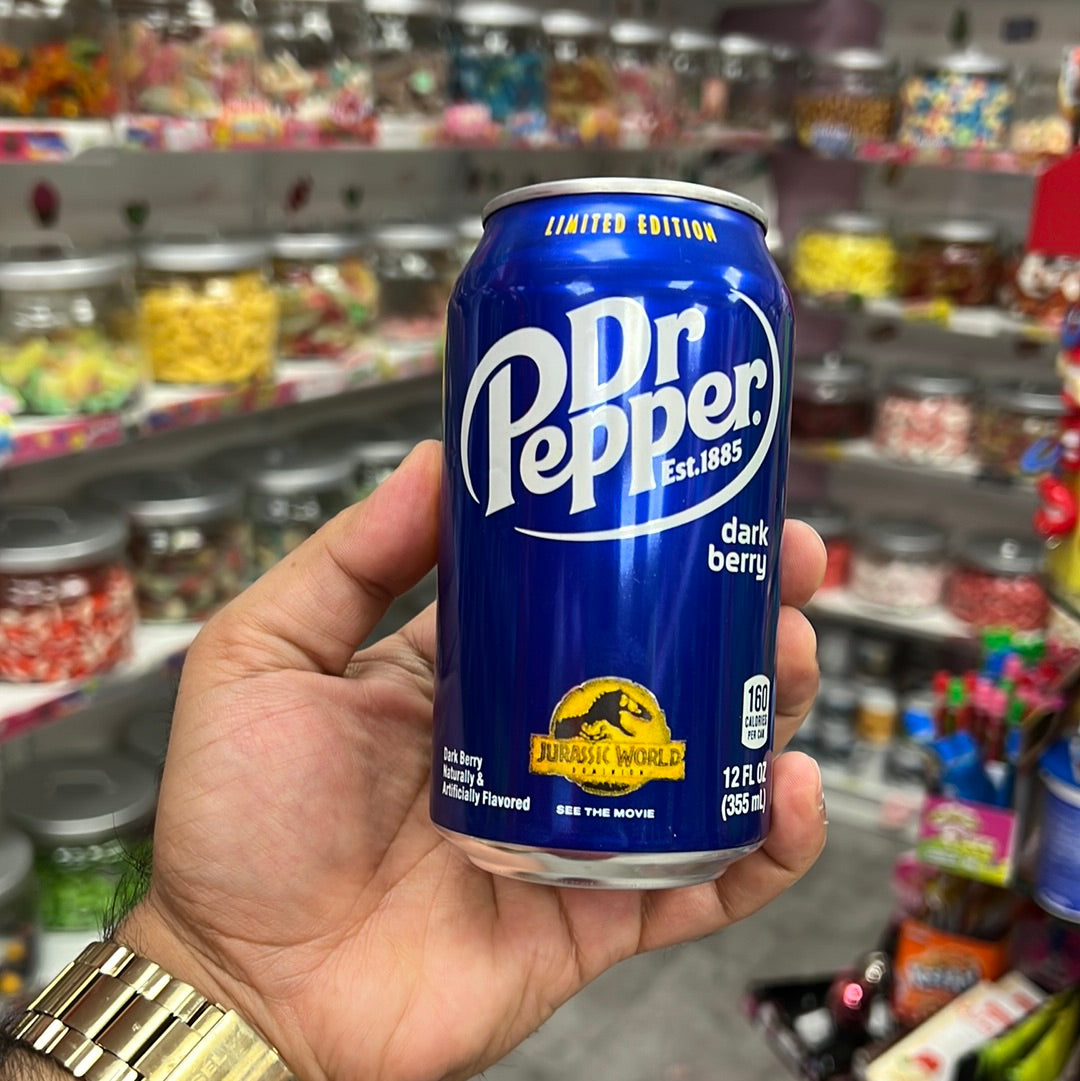 LIMITED EDITION
Dr
Pepper.
Est.1885
dark
berry
160
CALORIES
PER CAN
JURASSIC WORLD
DOMINION
SEE THE MOVIE
Dark Berry
Naturally &
Artificially Flavored
12 FL OZ
(355 mL)